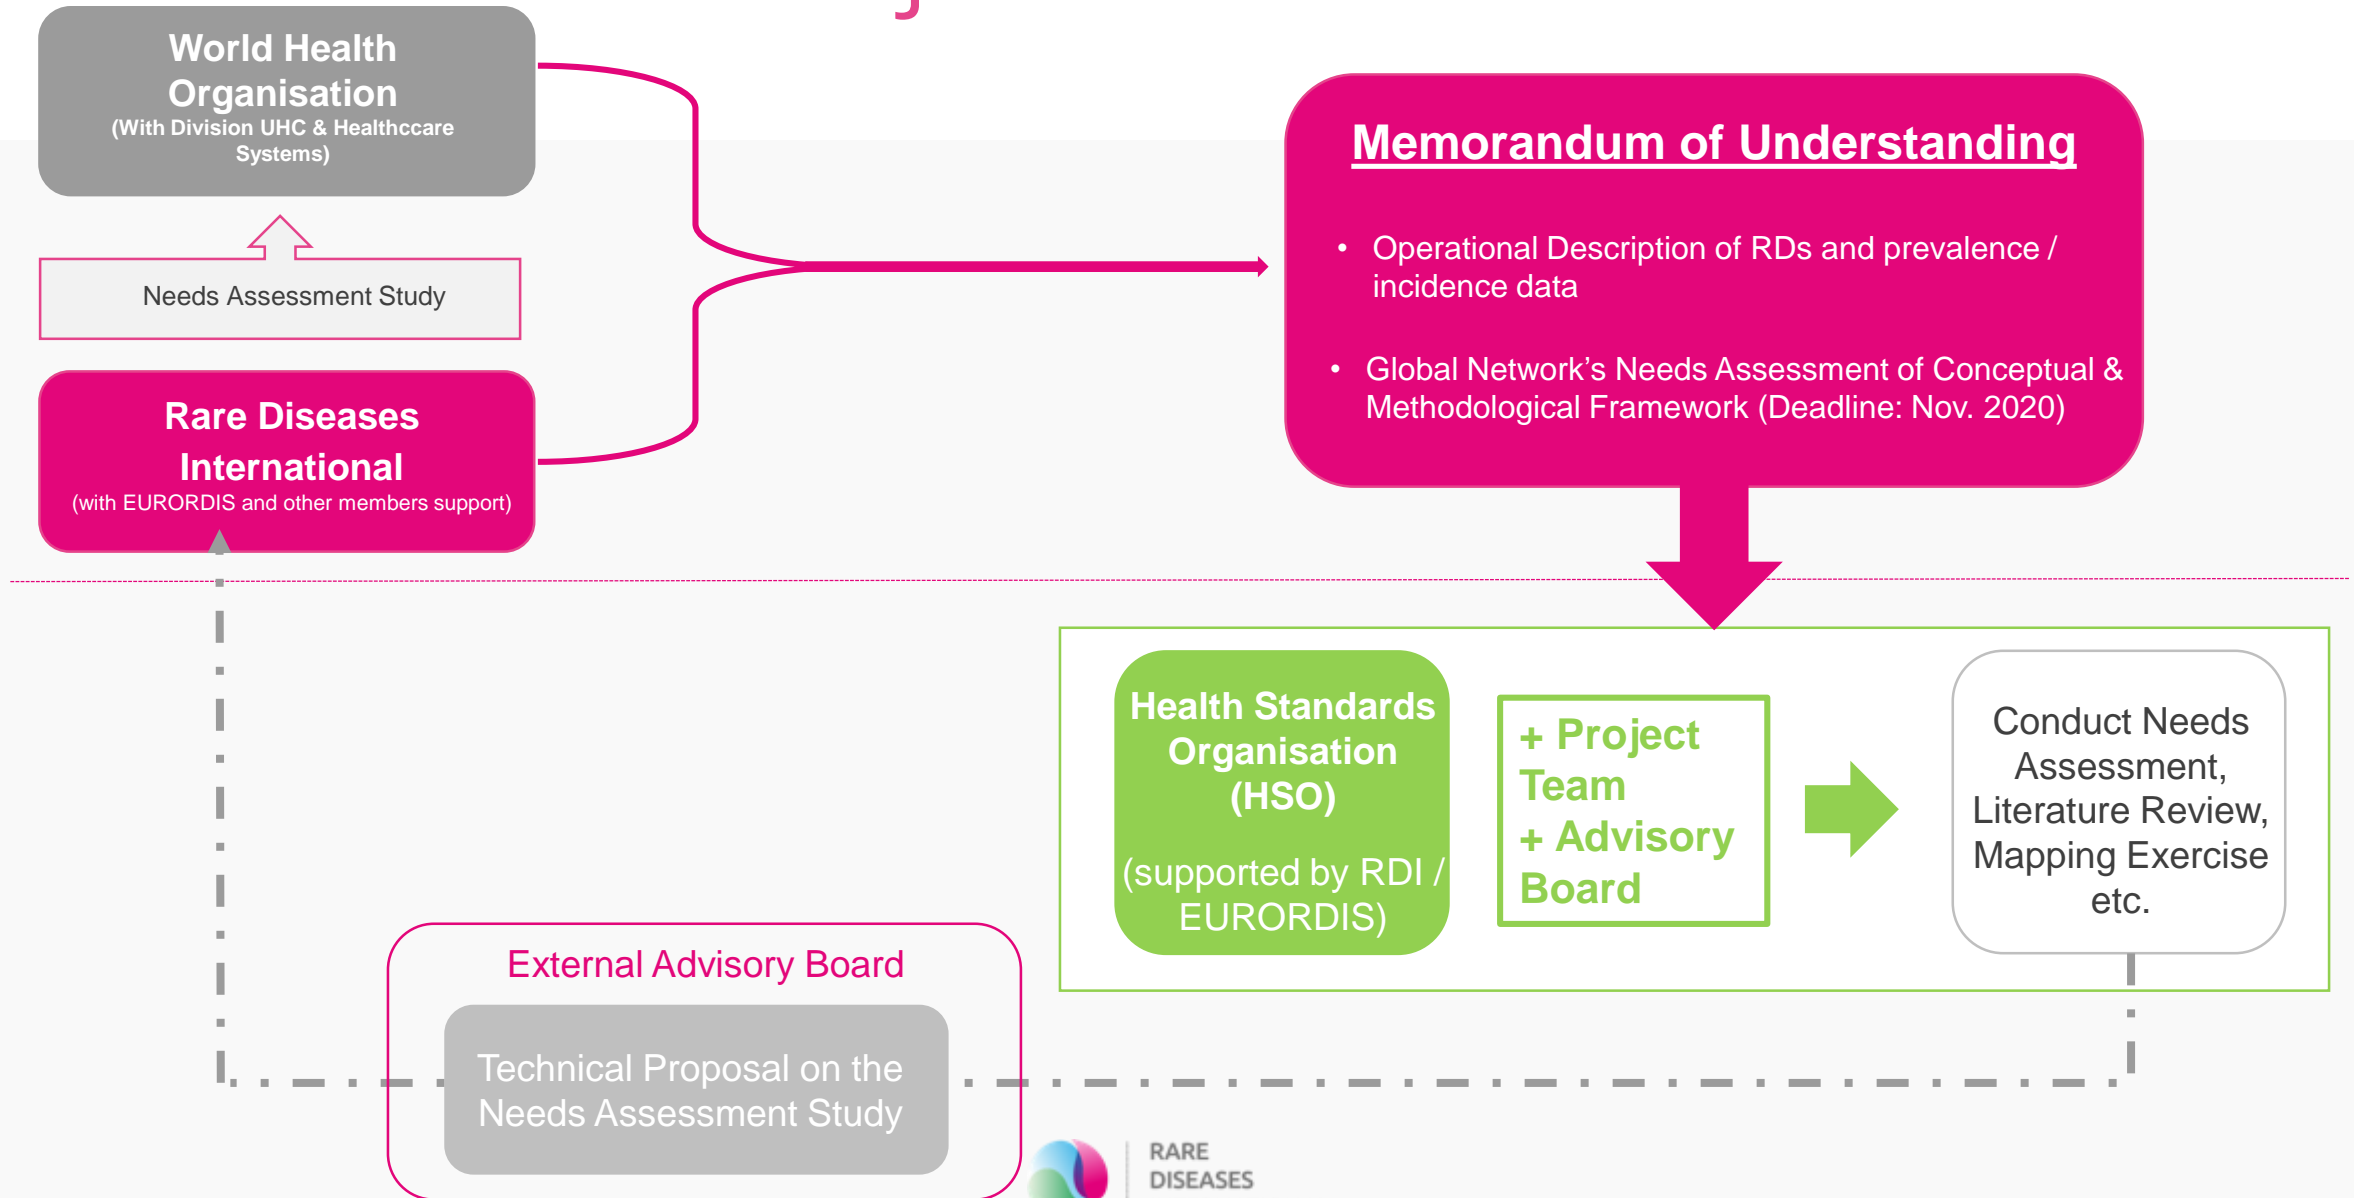 World Health
Organisation
(With Division UHC & Healthccare
Systems)
Needs Assessment Study
Rare Diseases
International
(with EURORDIS and other members support)
Memorandum of Understanding
• Operational Description of RDs and prevalence /
incidence data
• Global Network’s Needs Assessment of Conceptual &
Methodological Framework (Deadline: Nov. 2020)
Health Standards
Organisation
(HSO)
(supported by RDI /
EURORDIS)
+ Project
Team
+ Advisory
Board
Conduct Needs
Assessment,
Literature Review,
Mapping Exercise
etc.
External Advisory Board
Technical Proposal on the
Needs Assessment Study
RARE
DISEASES